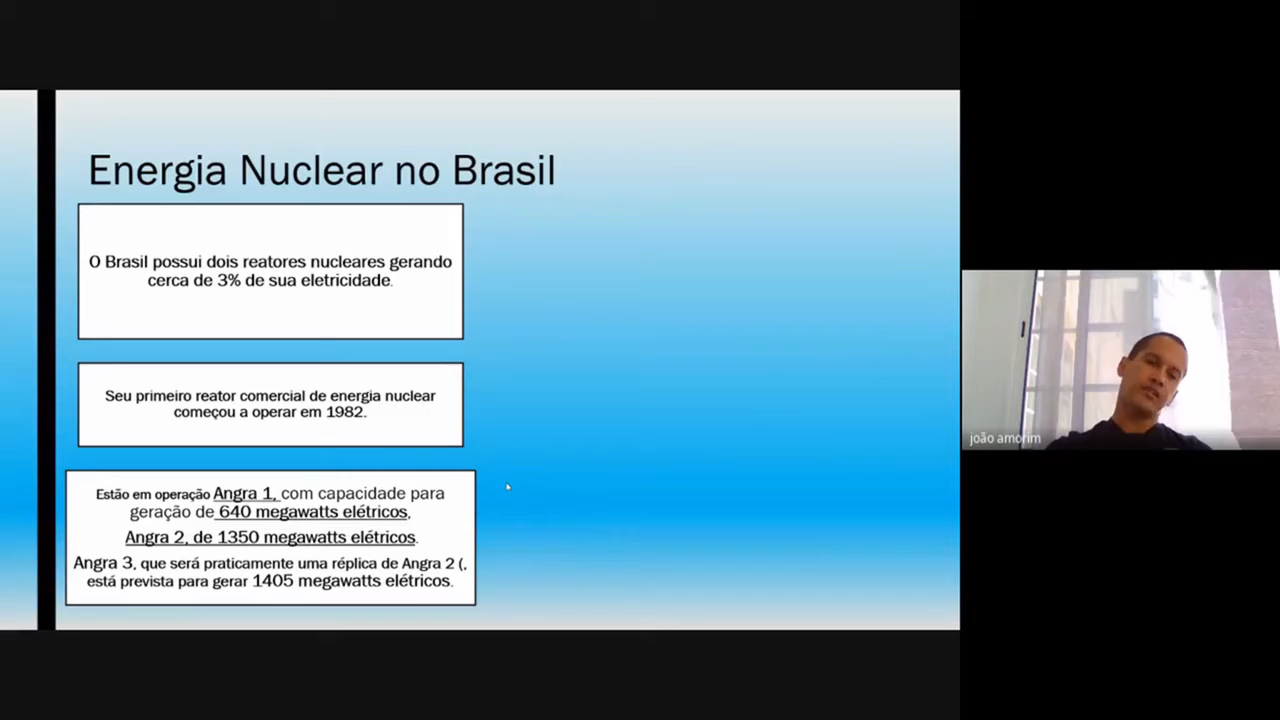 Energia Nuclear no Brasil
O Brasil possui dois reatores nucleares gerando
cerca de 3% de sua eletricidade.
Seu primeiro reator comercial de energia nuclear
começou a operar em 1982.
Estão em operação Angra 1, com capacidade para
geração de 640 megawatts elétricos,
Angra 2, de 1350 megawatts elétricos.
Angra 3, que será praticamente uma réplica de Angra 2 (,
está prevista para gerar 1405 megawatts elétricos.
joão amorim